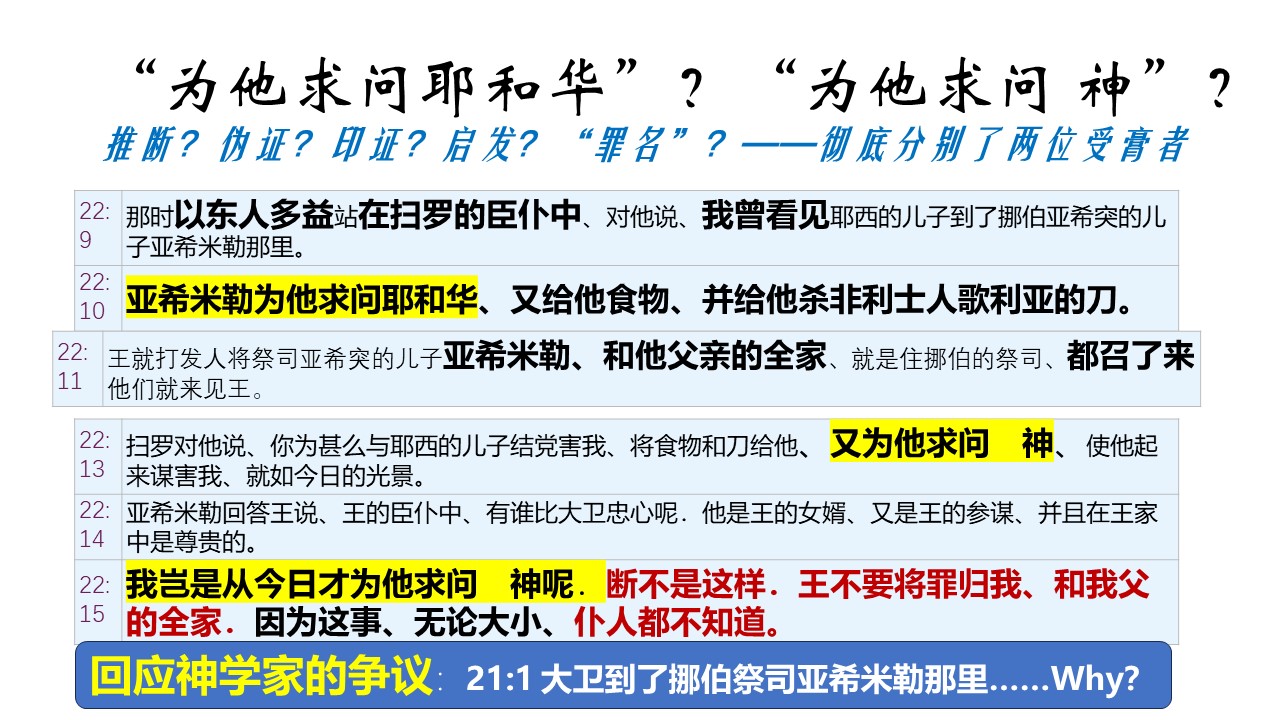 “为他求问耶和华”？“为他求问 神”？
推断？伪证？印证？启发？“罪名”？——彻底分别了两位受膏者
22:9 那时以东人多益站在扫罗的臣仆中、对他说、我曾看见耶西的儿子到了挪伯亚希突的儿
子亚希米勒那里。
22:10 亚希米勒为他求问耶和华、又给他食物、并给他杀非利士人歌利亚的刀。
22:11 王就打发人将祭司亚希突的儿子亚希米勒、和他父亲的全家、就是住挪伯的祭司、都召了来
他们就来见王。
22:13 扫罗对他说、你为甚么与耶西的儿子结党害我、将食物和刀给他、又为他求问　神、使他起
来谋害我、就如今日的光景。
22:14 亚希米勒回答王说、王的臣仆中、有谁比大卫忠心呢．他是王的女婿、又是王的参谋、并且在王家
中是尊贵的。
22:15 我岂是从今日才为他求问　神呢．断不是这样．王不要将罪归我、和我父
的全家．因为这事、无论大小、仆人都不知道。
回应神学家的争议：21:1 大卫到了挪伯祭司亚希米勒那里……Why?